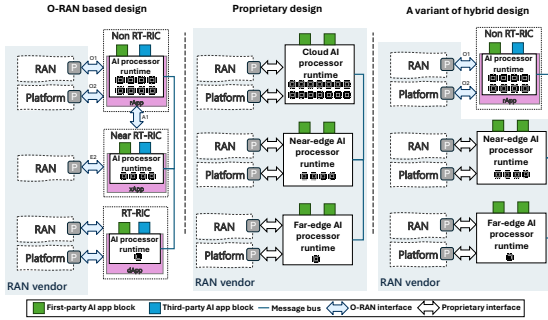 O-RAN based design
Non RT-RIC
RAN
P
O1
AI processor
runtime
Platform
P
O2
rApp
A1
Near RT-RIC
RAN
P
E2
AI processor
runtime
xApp
RT-RIC
RAN
P
Platform
P
AI processor
runtime
dApp
RAN vendor
Proprietary design
RAN
P
Platform
P
Cloud AI
processor
runtime
RAN
P
Platform
P
Near-edge AI
processor
runtime
RAN
P
Platform
P
Far-edge AI
processor
runtime
RAN vendor
A variant of hybrid design
Non RT-RIC
RAN
P
O1
AI processor
runtime
Platform
P
O2
rApp
RAN
P
Platform
P
Near-edge AI
processor
runtime
RAN
P
Platform
P
Far-edge AI
processor
runtime
RAN vendor
First-party AI app block
Third-party AI app block
Message bus
O-RAN interface
Proprietary interface